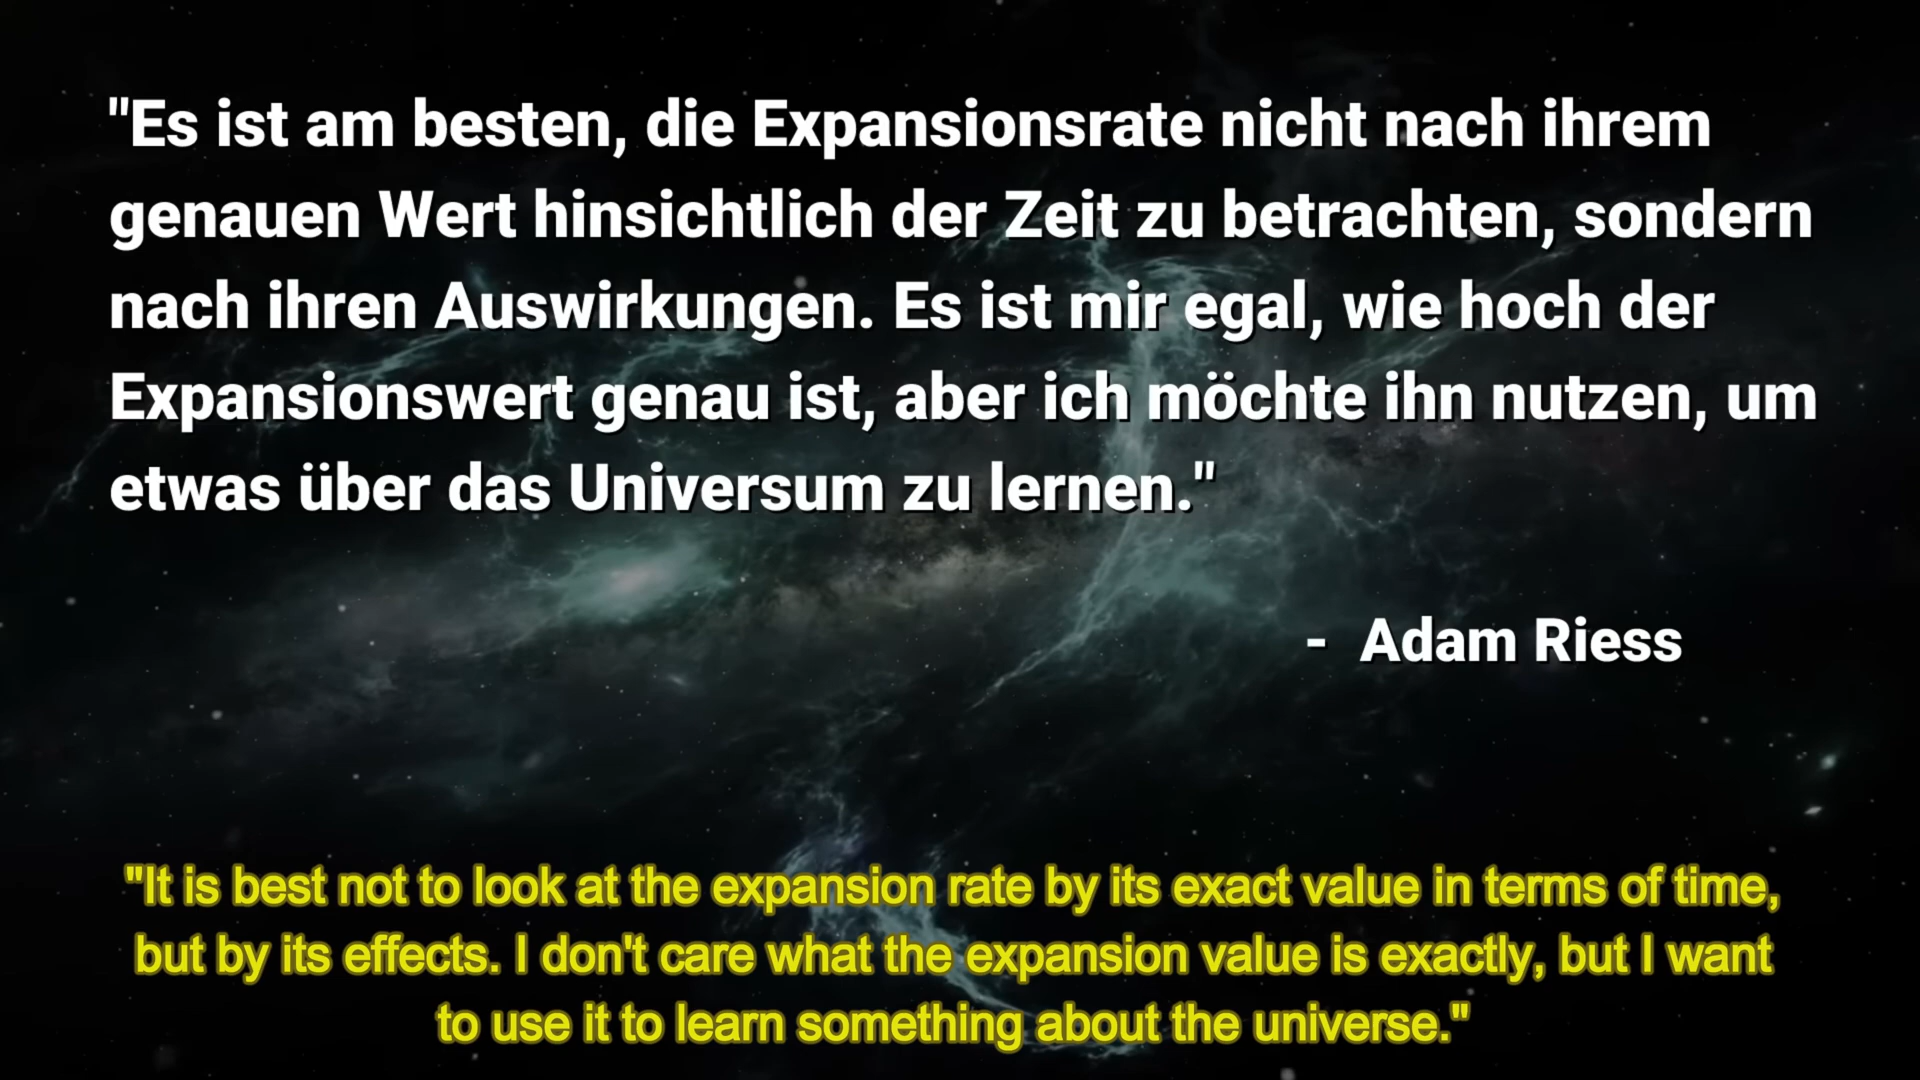 "Es ist am besten, die Expansionsrate nicht nach ihrem
genauen Wert hinsichtlich der Zeit zu betrachten, sondern
nach ihren Auswirkungen. Es ist mir egal, wie hoch der
Expansionswert genau ist, aber ich möchte ihn nutzen, um
etwas über das Universum zu lernen."
- Adam Riess
"It is best not to look at the expansion rate by its exact value in terms of time,
but by its effects. I don't care what the expansion value is exactly, but I want
to use it to learn something about the universe."